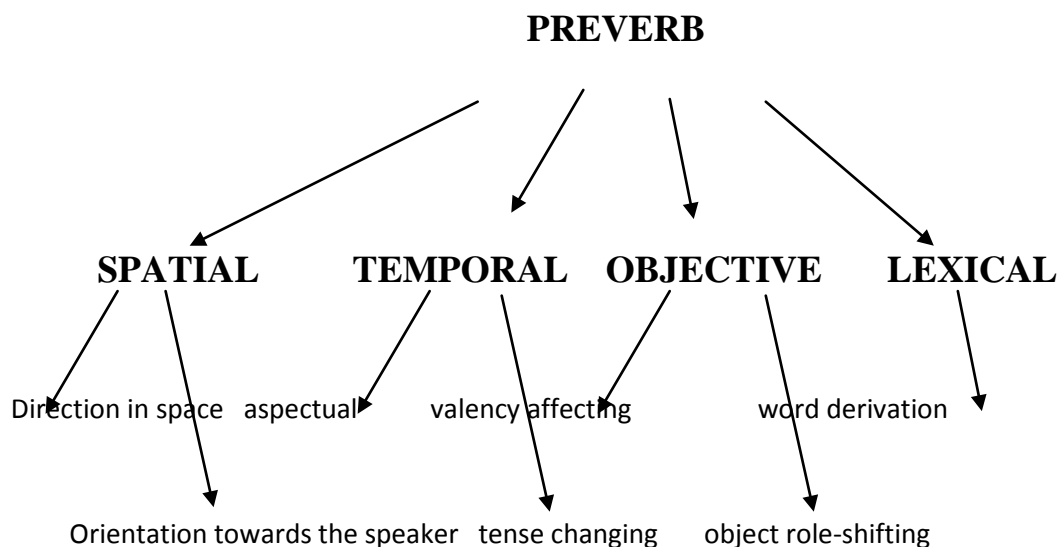 PREVERB
SPATIAL TEMPORAL OBJECTIVE LEXICAL
Direction in space aspectual valency affecting word derivation
Orientation towards the speaker tense changing object role-shifting